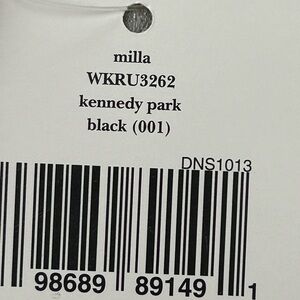 milla
WKRU3262
kennedy park
black (001)
DNS1013
98689 89149 1